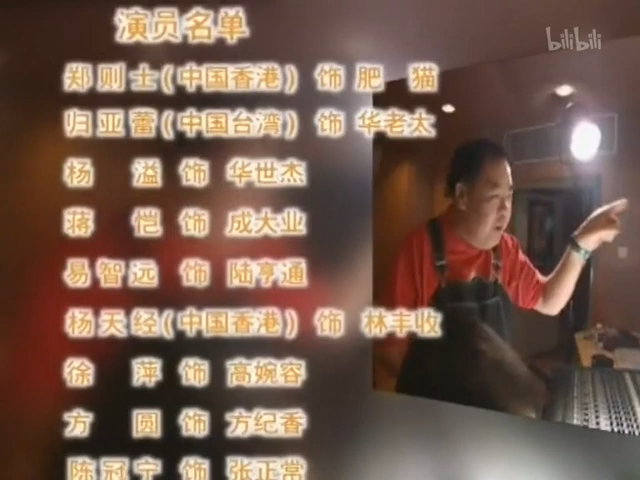 演员名单
bilibili
郑则士(中国香港) 饰 肥 猫
归亚蕾(中国台湾) 饰 华老太
杨 溢 饰 华世杰
蒋 恺 饰 成大业
易智远 饰 陆亨通
杨天经(中国香港) 饰 林丰收
徐 萍 饰 高婉容
方 圆 饰 方纪香
陈冠宁 饰 张正常